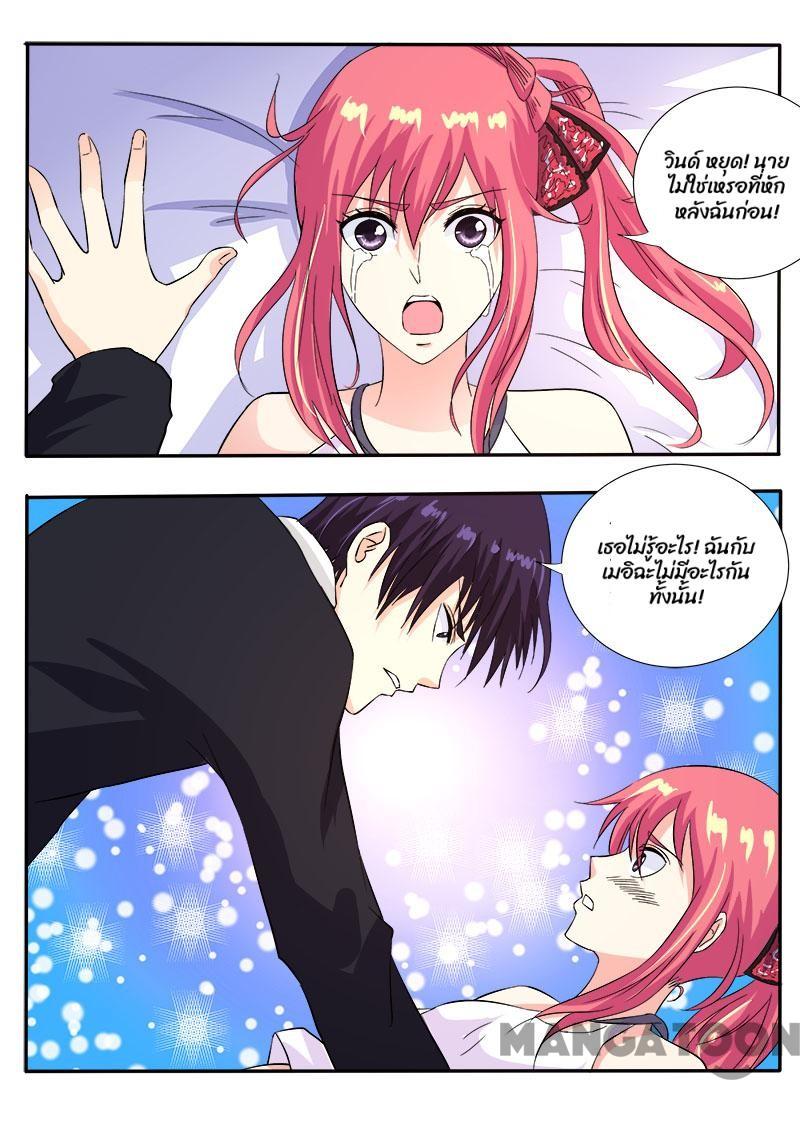 วินด์ หยุด! นาย
ไม่ใช่เหรอที่หัก
หลังฉันก่อน!
เธอไม่รู้อะไร! ฉันกับ
เมอิฉะไม่มีอะไรกัน
ทั้งนั้น!
MANGATOON